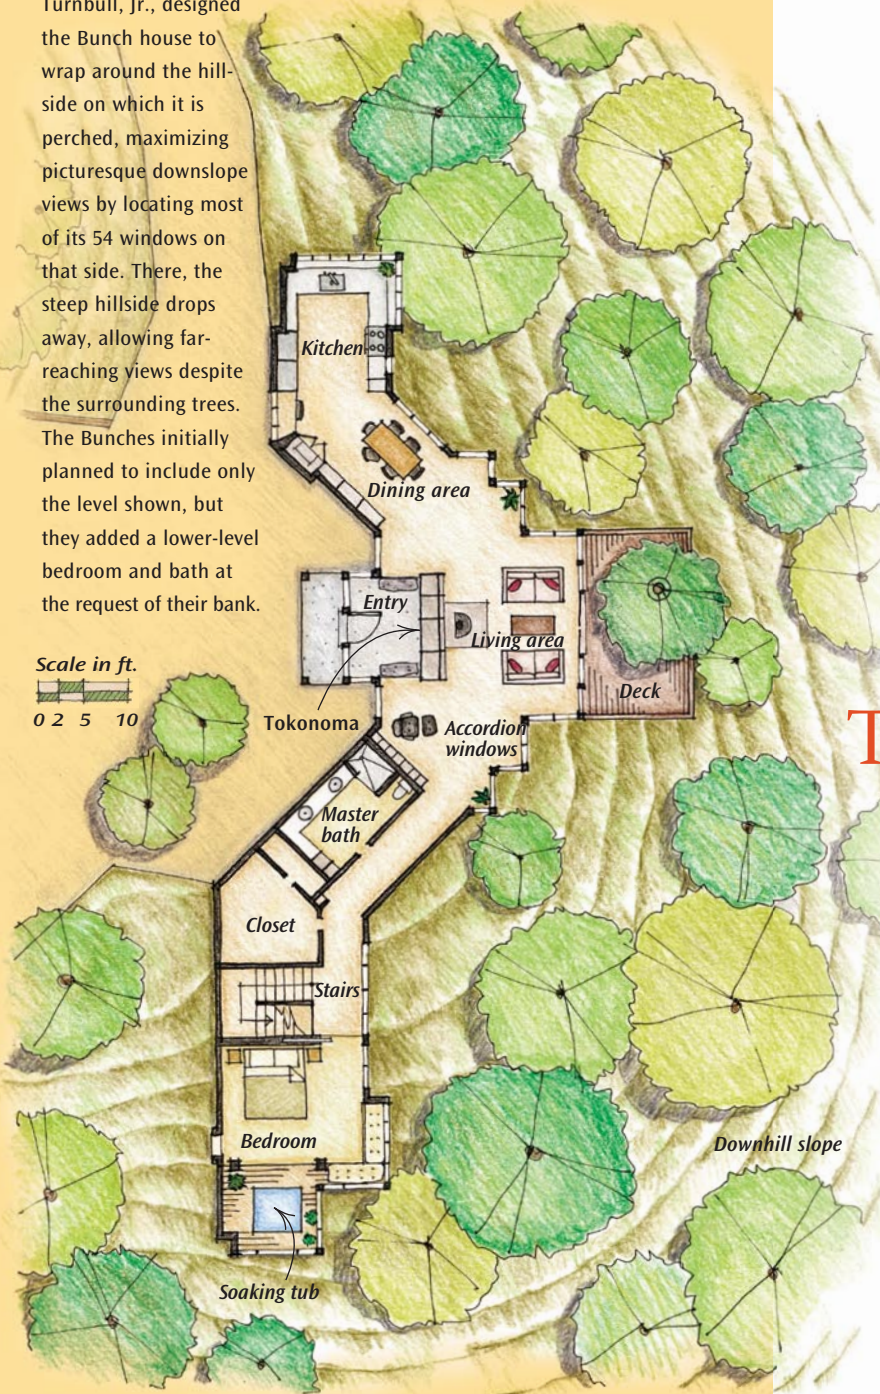 Turnbull, Jr., designed
the Bunch house to
wrap around the hill-
side on which it is
perched, maximizing
picturesque downslope
views by locating most
of its 54 windows on
that side. There, the
steep hillside drops
away, allowing far-
reaching views despite
the surrounding trees.
The Bunches initially
planned to include only
the level shown, but
they added a lower-level
bedroom and bath at
the request of their bank.
Scale in ft.
0 2 5 10
Kitchen
Dining area
Entry
Living area
Deck
Tokonoma
Accordion
windows
Master
bath
Closet
Stairs
Bedroom
Soaking tub
Downhill slope
T